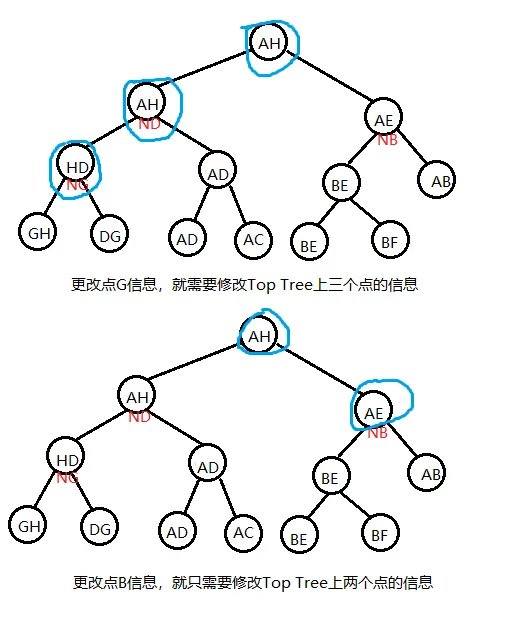 AH
AH
ND
AE
NB
HD
NG
AD
BE
AB
GH
DG
AD
AC
BE
BF
更改点G信息，就需要修改Top Tree上三个点的信息
AH
AH
ND
AE
NB
HD
NG
AD
BE
AB
GH
DG
AD
AC
BE
BF
更改点B信息，就只需要修改Top Tree上两个点的信息